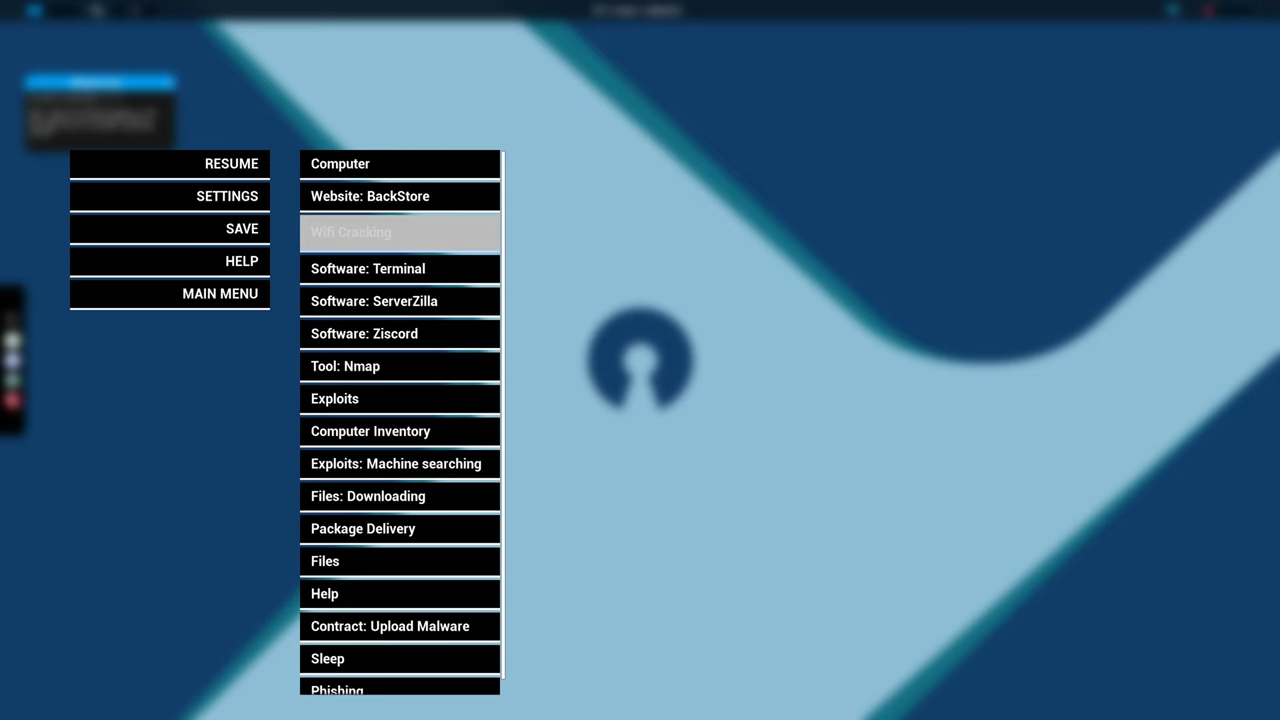 RESUME
SETTINGS
SAVE
HELP
MAIN MENU
Computer
Website: BackStore
Wifi Cracking
Software: Terminal
Software: ServerZilla
Software: Ziscord
Tool: Nmap
Exploits
Computer Inventory
Exploits: Machine searching
Files: Downloading
Package Delivery
Files
Help
Contract: Upload Malware
Sleep
Phishing